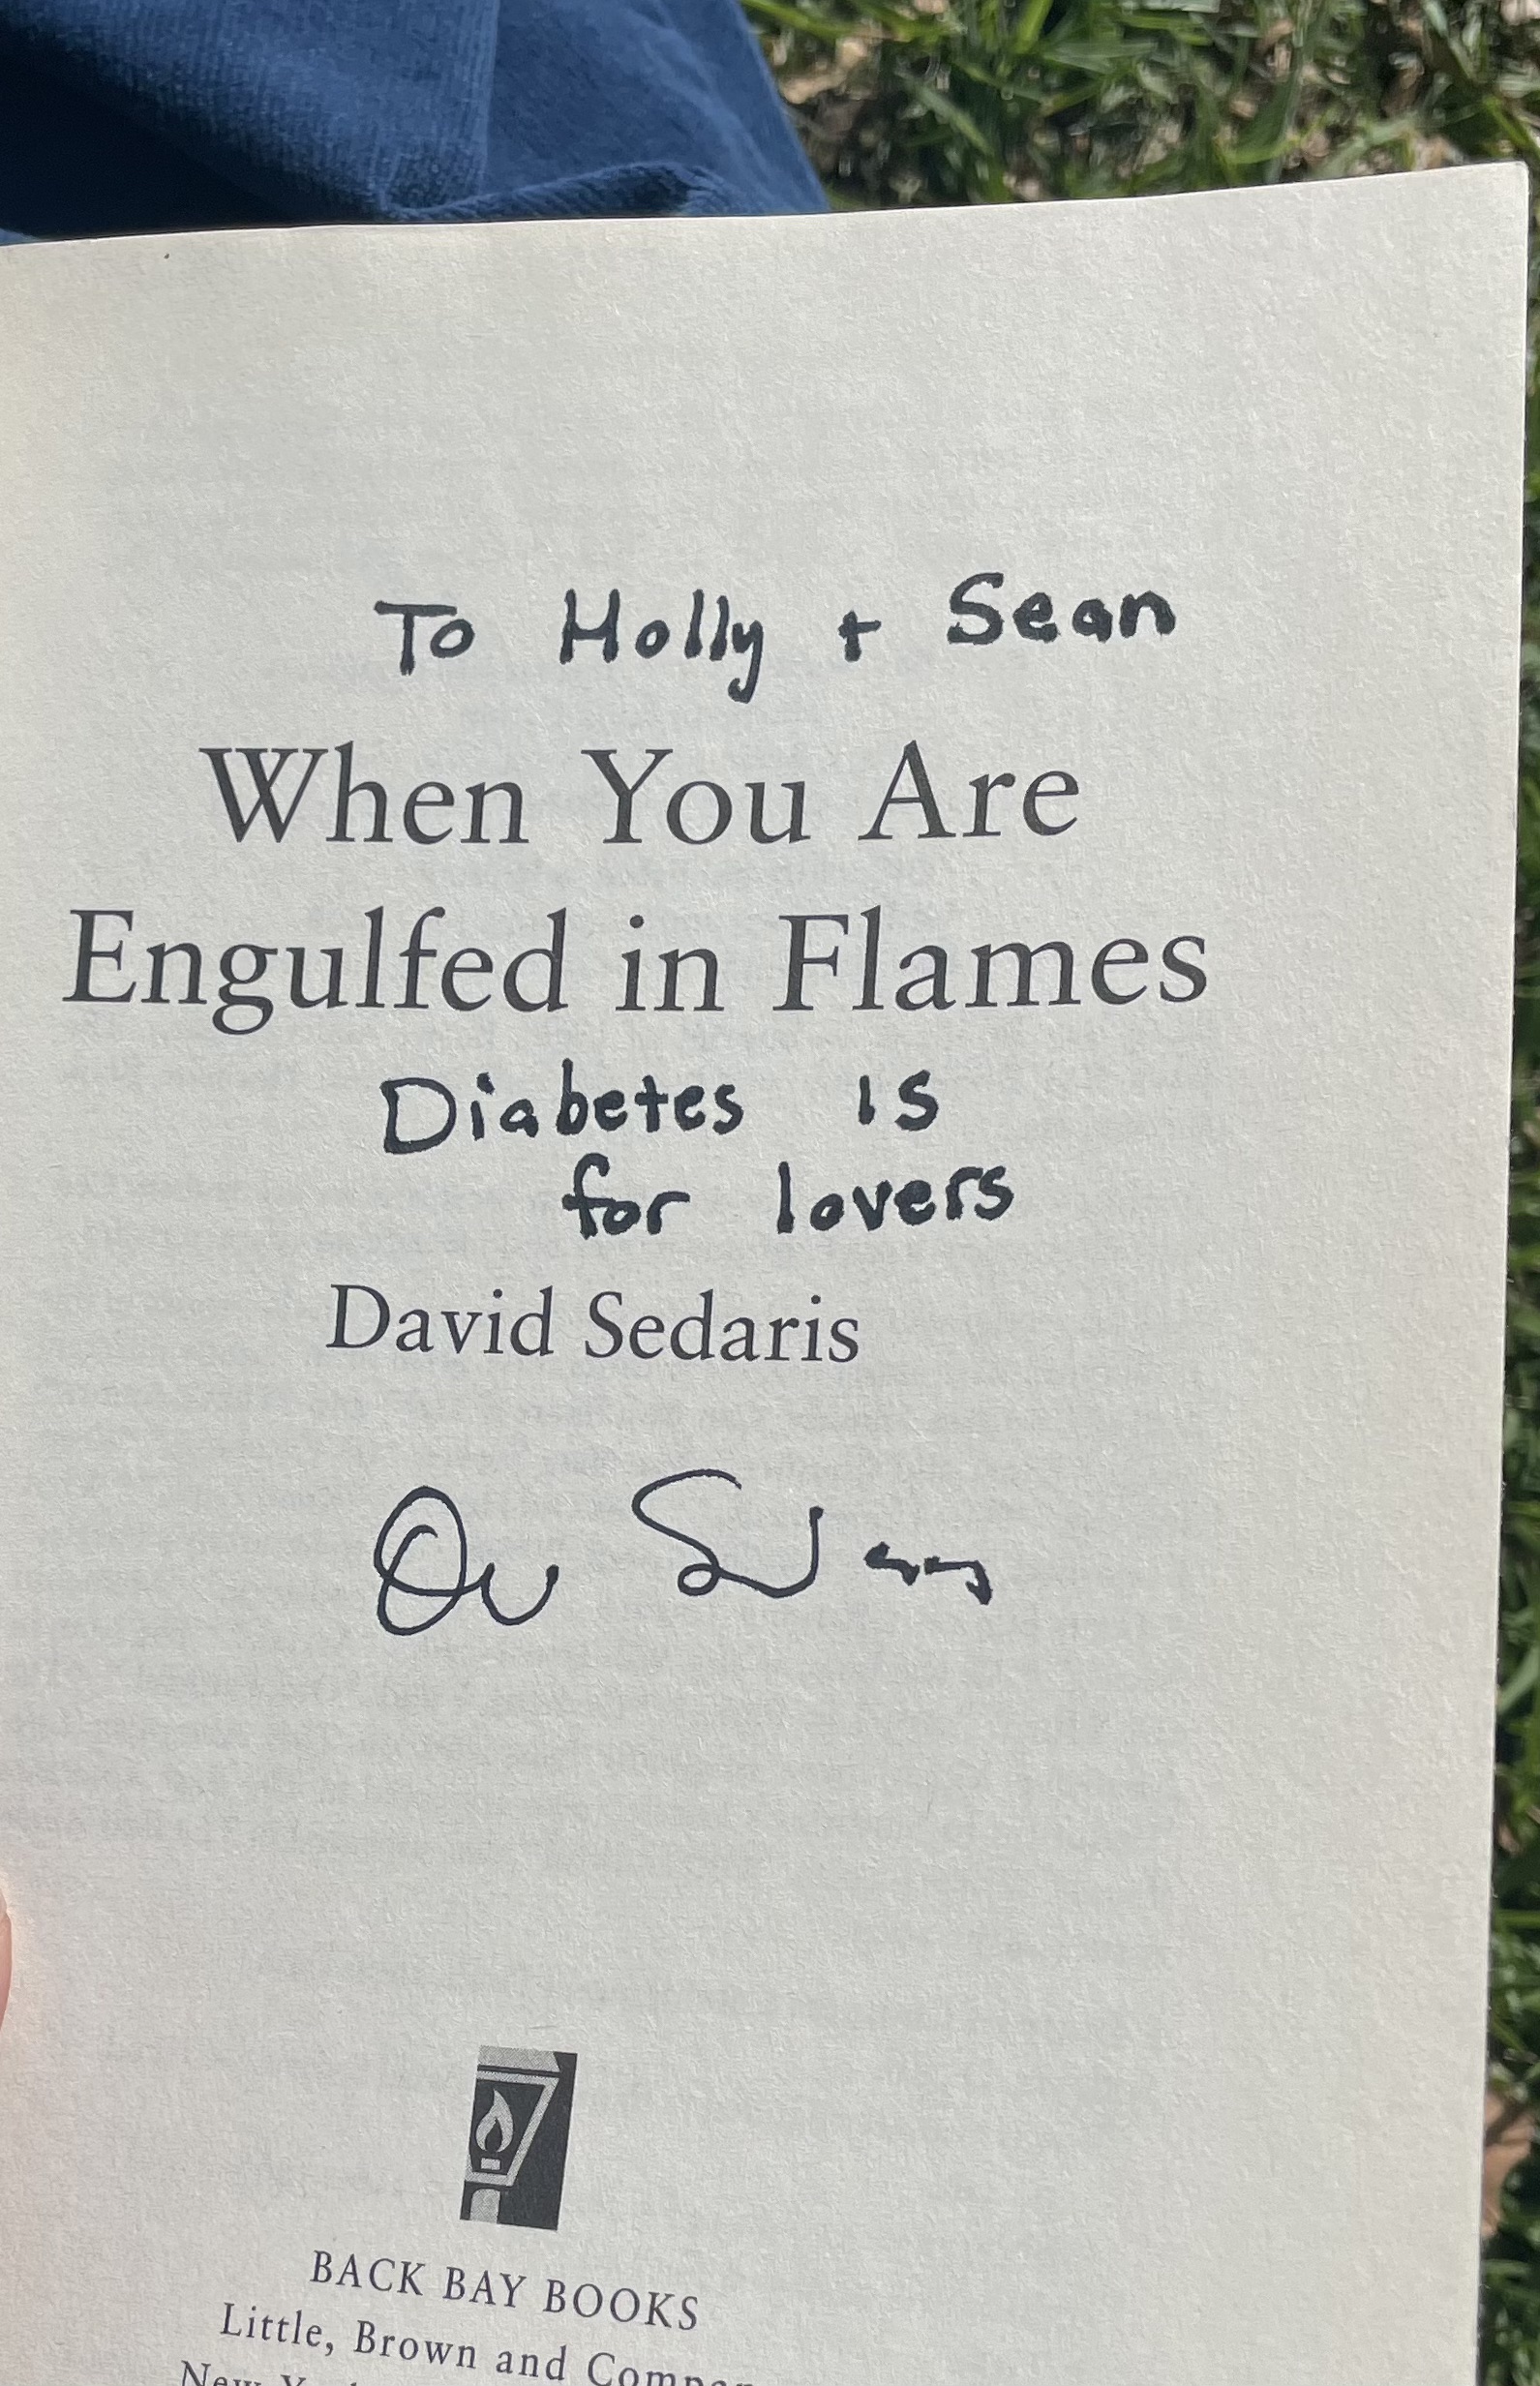 To Holly + Sean
When You Are
Engulfed in Flames
Diabetes is
for lovers
David Sedaris
BACK BAY BOOKS
Little, Brown and